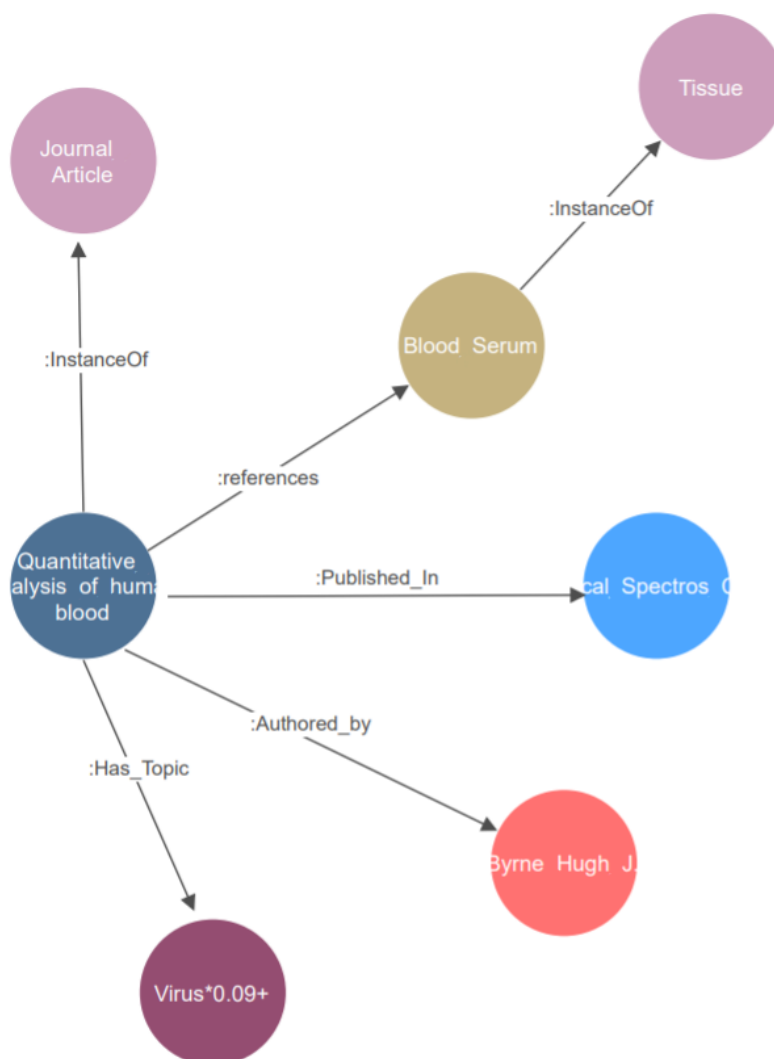 Tissue
Journal
Article
:InstanceOf
Blood Serum
:InstanceOf
:references
Quantitative
alysis of huma
blood
:Published_In
cal Spectros
:Authored_by
:Has_Topic
Byrne Hugh J.
Virus*0.09+